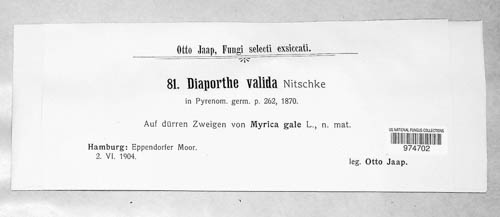 Otto Jaap, Fungi selecti exsiccati.
81. Diaporthe valida Nitschke
in Pyrenom. germ. p. 262, 1870.
Auf dürren Zweigen von Myrica gale L., n. mat.
US NATIONAL FUNGUS COLLECTIONS
974702
Hamburg: Eppendorfer Moor.
2. VI. 1904.
leg. Otto Jaap.